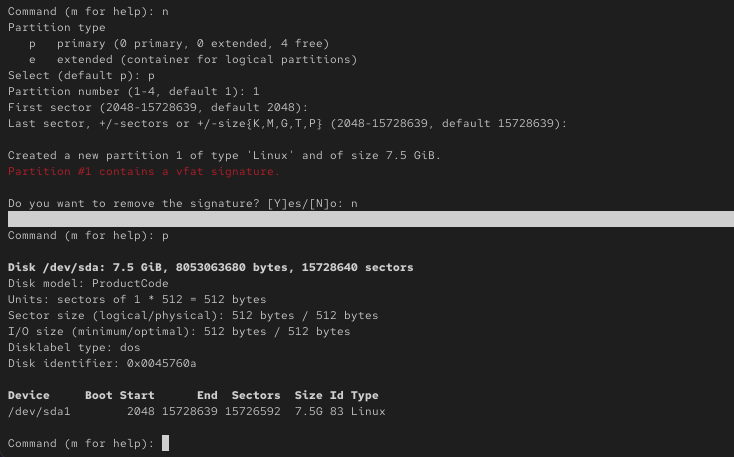 Command (m for help): n
Partition type
   p   primary (0 primary, 0 extended, 4 free)
   e   extended (container for logical partitions)
Select (default p): p
Partition number (1-4, default 1): 1
First sector (2048-15728639, default 2048):
Last sector, +/-sectors or +/-size{K,M,G,T,P} (2048-15728639, default 15728639):

Created a new partition 1 of type 'Linux' and of size 7.5 GiB.
Partition #1 contains a vfat signature.

Do you want to remove the signature? [Y]es/[N]o: n

Command (m for help): p

Disk /dev/sda: 7.5 GiB, 8053063680 bytes, 15728640 sectors
Disk model: ProductCode
Units: sectors of 1 * 512 = 512 bytes
Sector size (logical/physical): 512 bytes / 512 bytes
I/O size (minimum/optimal): 512 bytes / 512 bytes
Disklabel type: dos
Disk identifier: 0x0045760a

Device     Boot Start      End  Sectors  Size Id Type
/dev/sda1        2048 15728639 15726592  7.5G 83 Linux

Command (m for help):